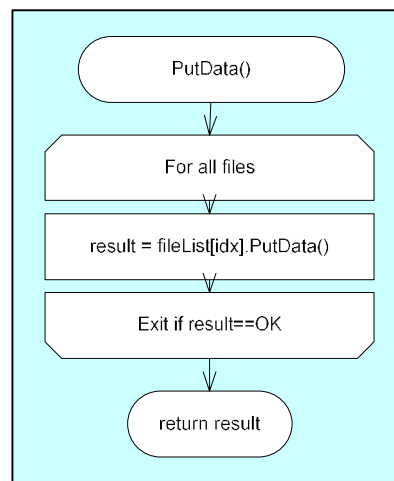 PutData()
For all files
result = fileList[idx].PutData()
Exit if result==OK
return result